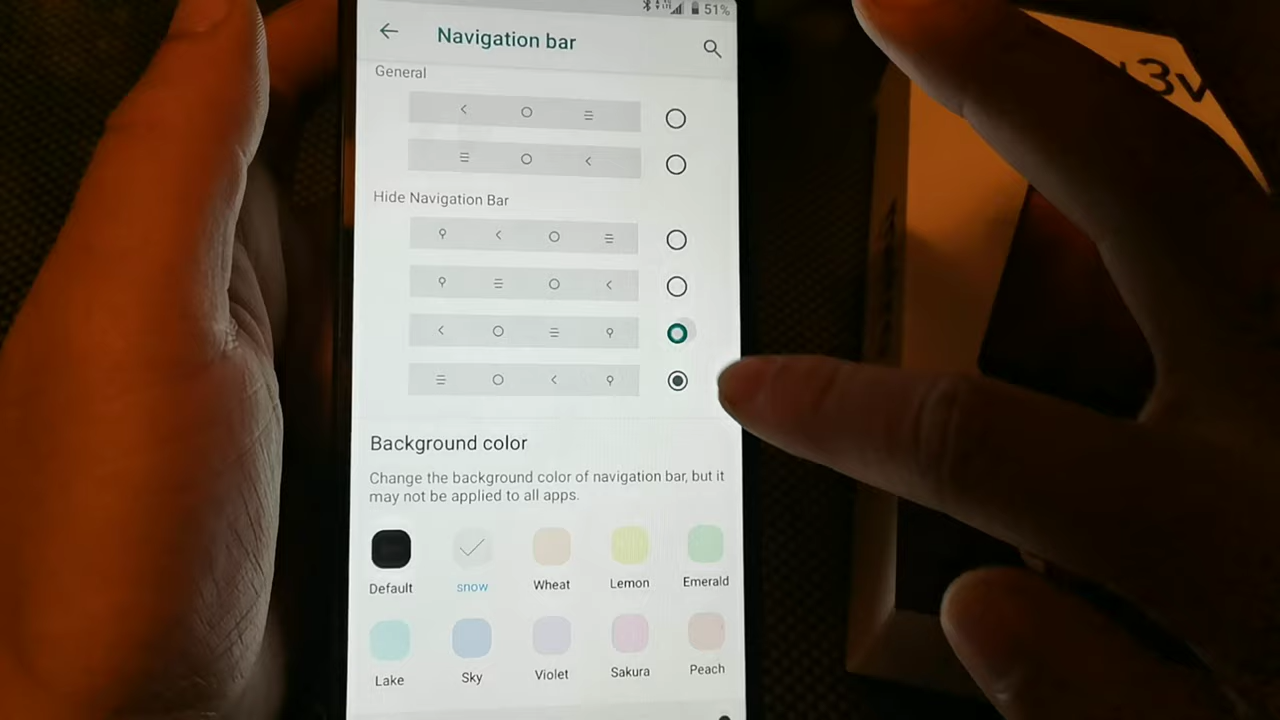 51%
Navigation bar
General
Hide Navigation Bar
Background color
Change the background color of navigation bar, but it
may not be applied to all apps.
Default
snow
Wheat
Lemon
Emerald
Lake
Sky
Violet
Sakura
Peach
3v